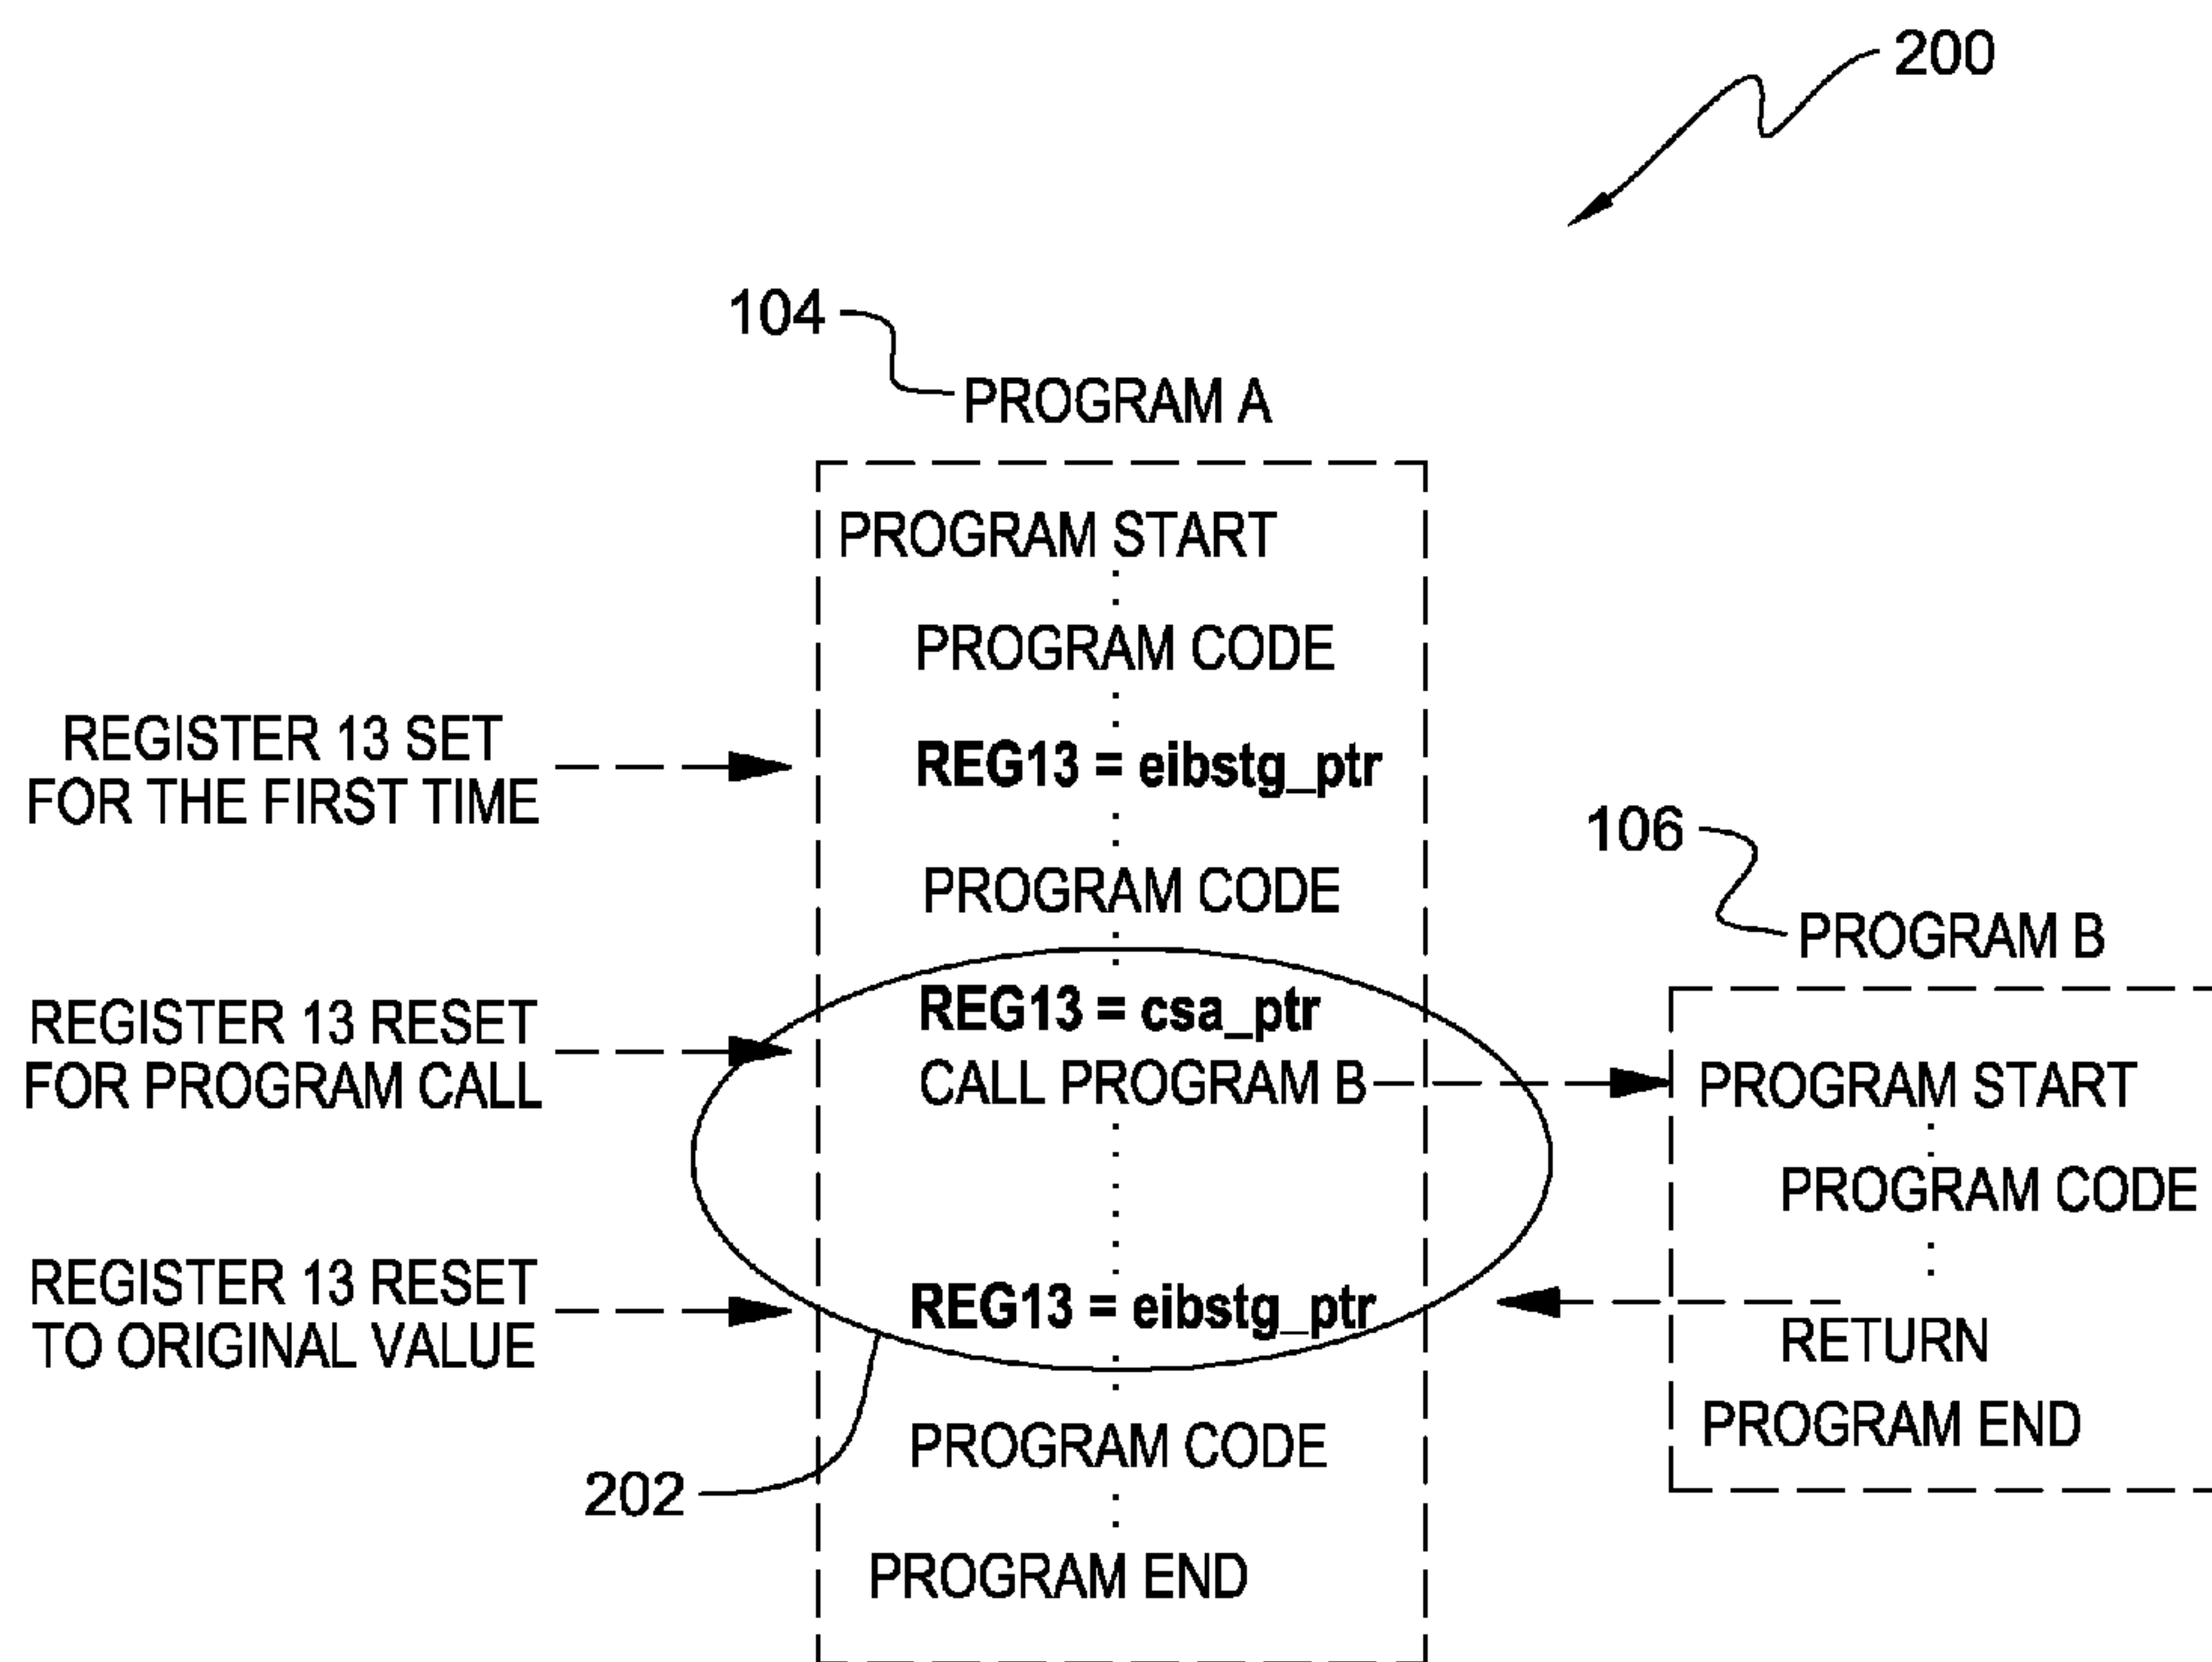 200
104
PROGRAM A
PROGRAM START
PROGRAM CODE
REGISTER 13 SET
FOR THE FIRST TIME
REG13 = eibstg_ptr
PROGRAM CODE
REGISTER 13 RESET
FOR PROGRAM CALL
REG13 = csa_ptr
CALL PROGRAM B
REGISTER 13 RESET
TO ORIGINAL VALUE
REG13 = eibstg_ptr
PROGRAM CODE
202
PROGRAM END
106
PROGRAM B
PROGRAM START
PROGRAM CODE
RETURN
PROGRAM END